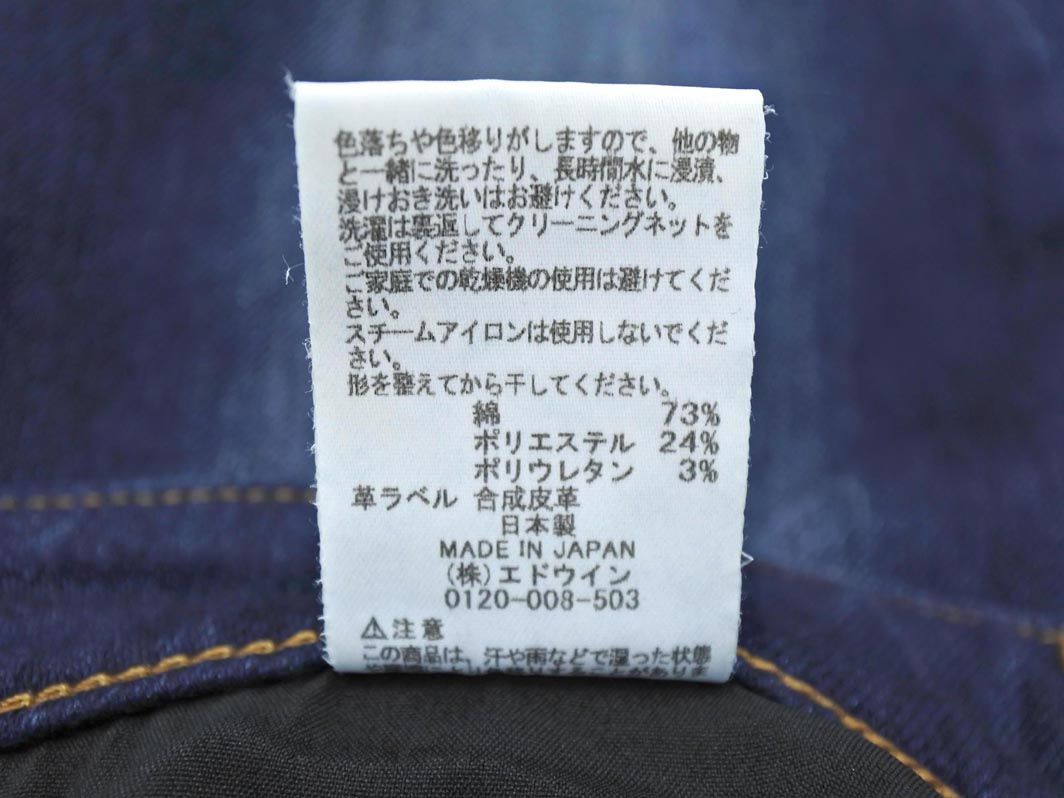 色落ちや色移りがしますので、他の物
と一緒に洗ったり、長時間水に浸漬、
浸けおき洗いはお避けください。
洗濯は裏返してクリーニングネットを
ご使用ください。
ご家庭での乾燥機の使用は避けてくだ
さい。
スチームアイロンは使用しないでくだ
さい。
形を整えてから干してください。
綿 73%
ポリエステル 24%
ポリウレタン 3%
革ラベル 合成皮革
日本製
MADE IN JAPAN
(株)エドウイン
0120-008-503
⚠注意
この商品は、汗や雨などで湿った状態